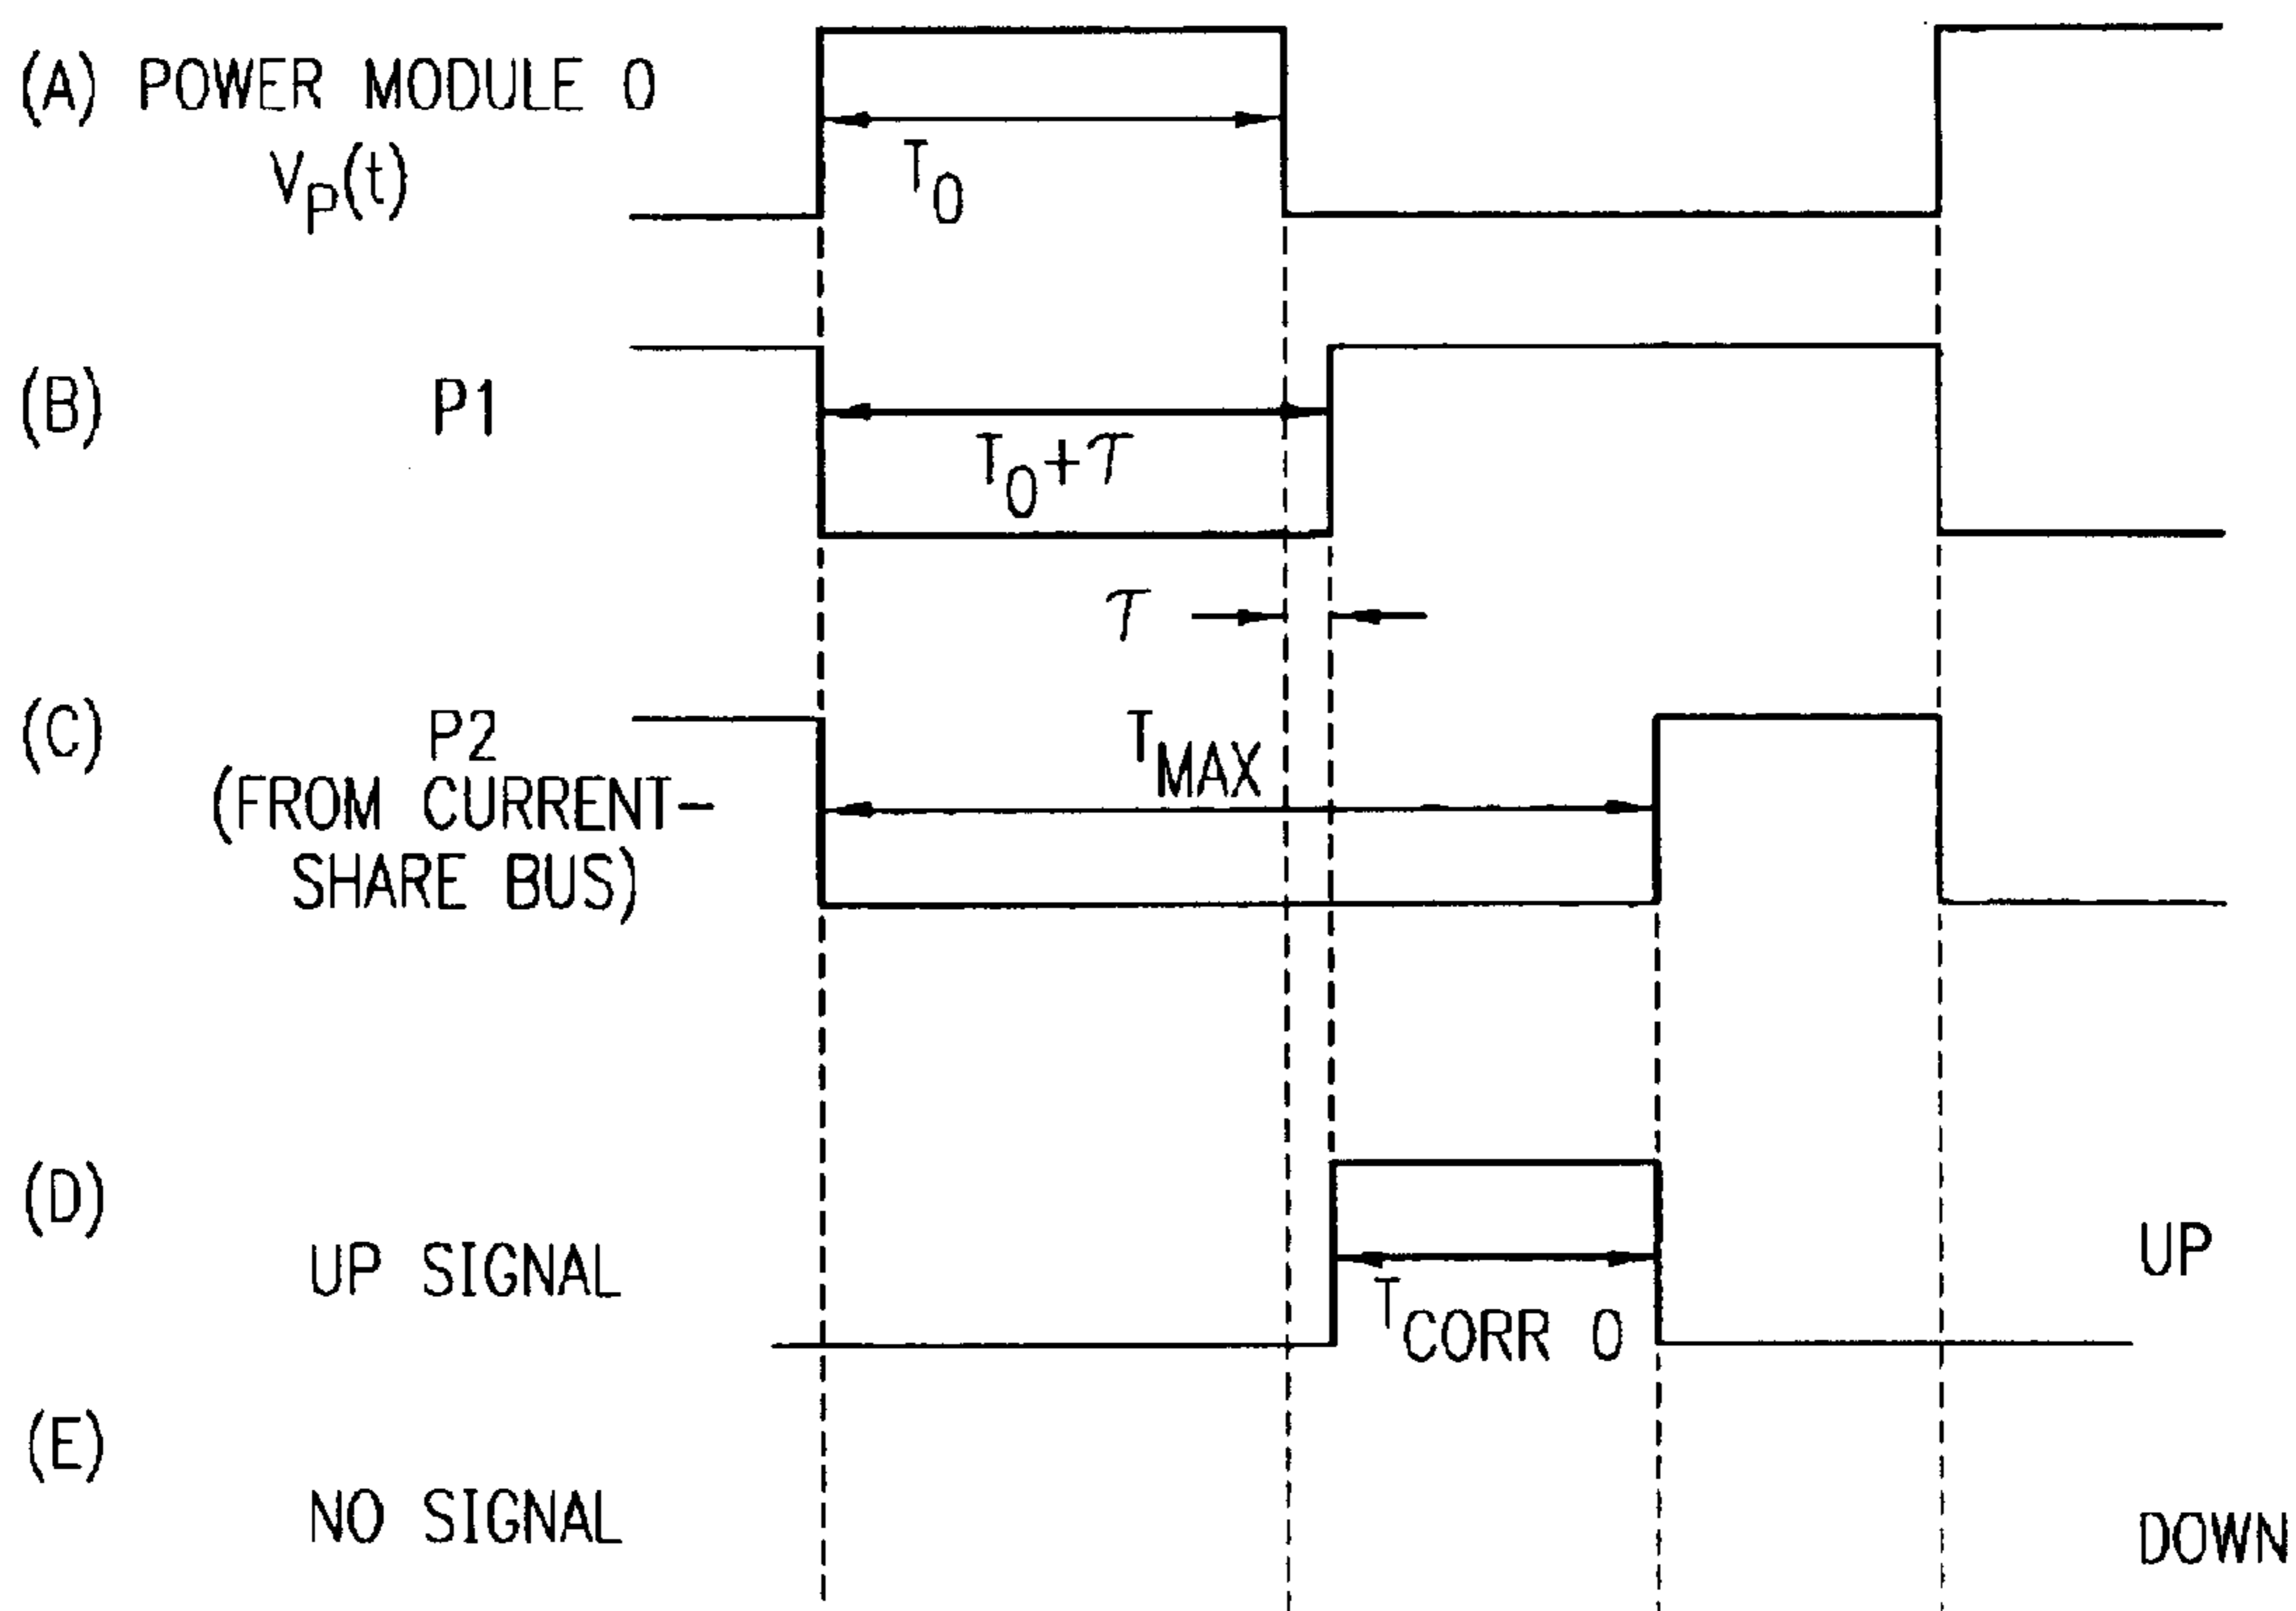 (A) POWER MODULE 0
V_P(t)
T_0
(B) P1
T_0+τ
τ
(C) P2
(FROM CURRENT-
SHARE BUS)
T_MAX
(D)
UP SIGNAL
T_CORR 0
UP
(E)
NO SIGNAL
DOWN